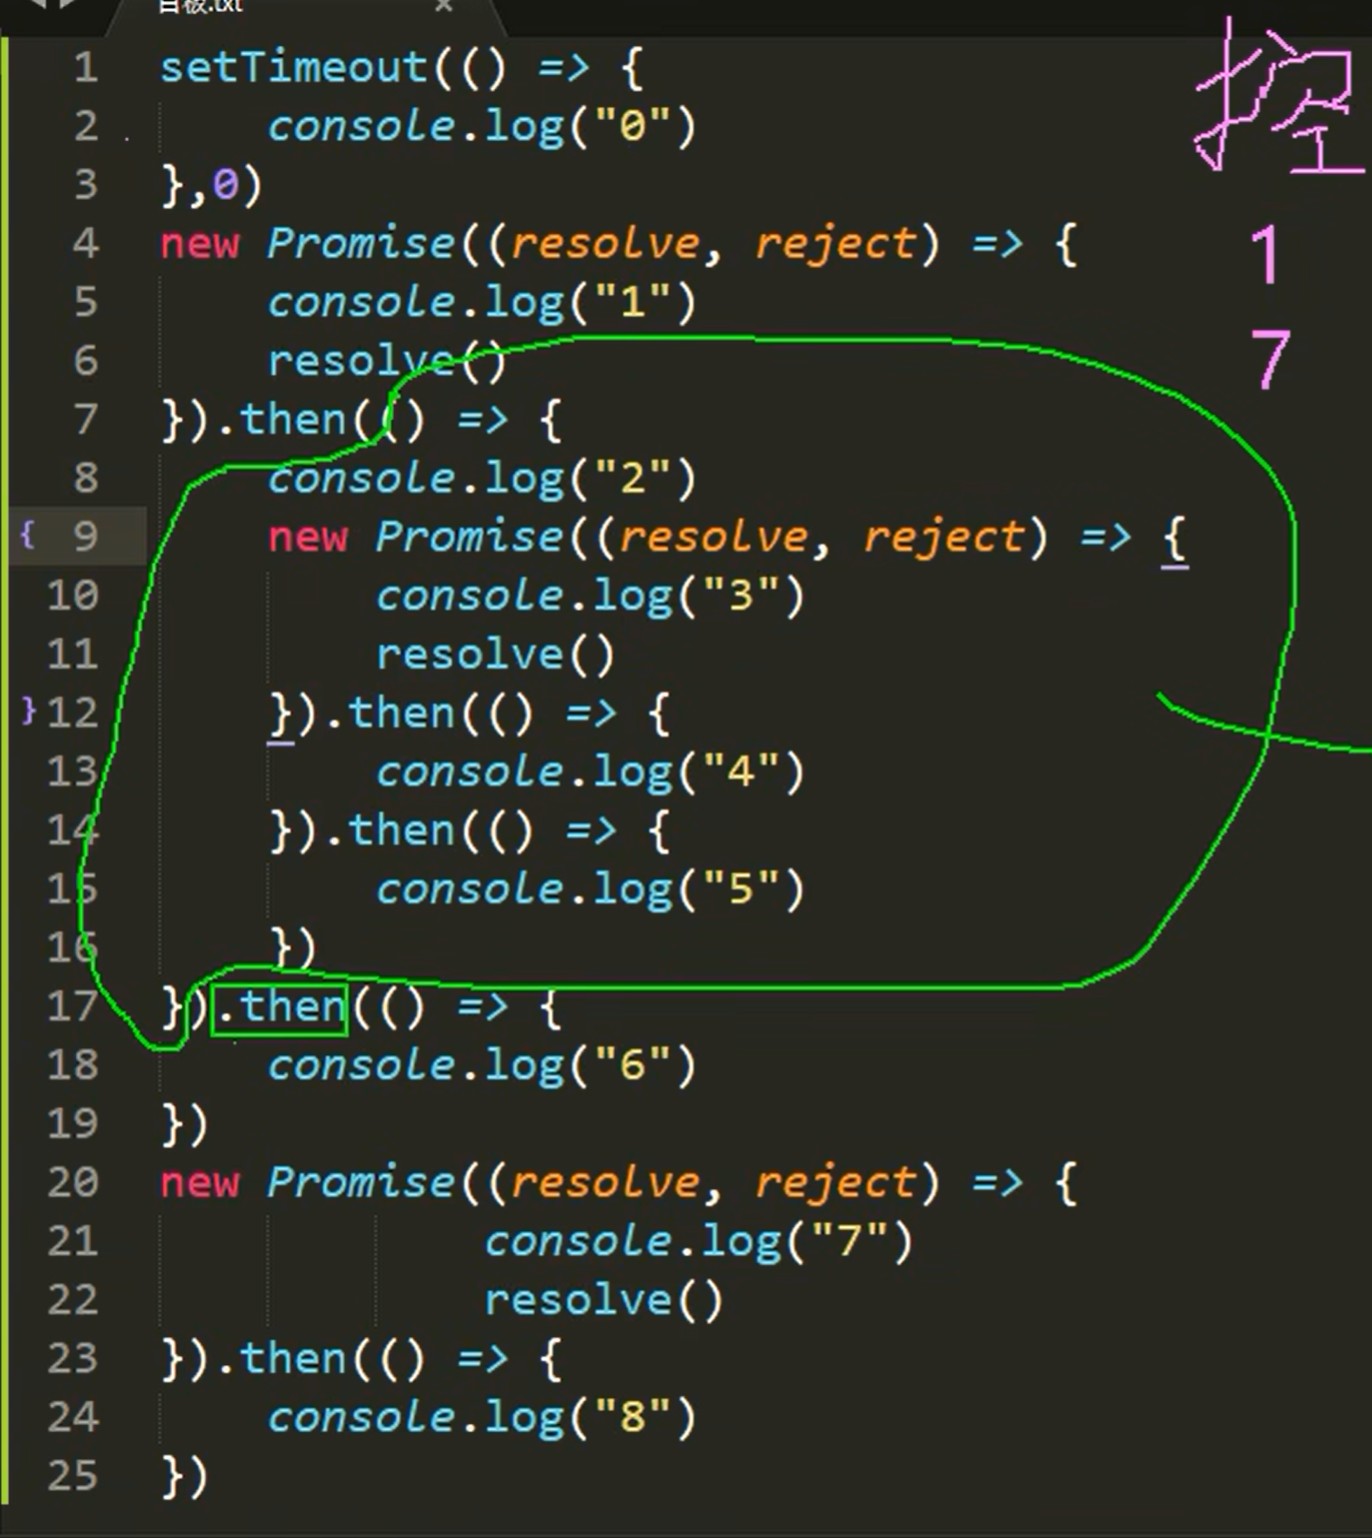 白板.txt ×
1 setTimeout(() => {
2     console.log("0")
3 },0)
控
4 new Promise((resolve, reject) => {
1
5     console.log("1")
6     resolve()
7
7 }).then(() => {
8     console.log("2")
{ 9     new Promise((resolve, reject) => {
10         console.log("3")
11         resolve()
} 12     }).then(() => {
13         console.log("4")
14     }).then(() => {
15         console.log("5")
16     })
17 }).then(() => {
18     console.log("6")
19 })
20 new Promise((resolve, reject) => {
21             console.log("7")
22             resolve()
23 }).then(() => {
24     console.log("8")
25 })